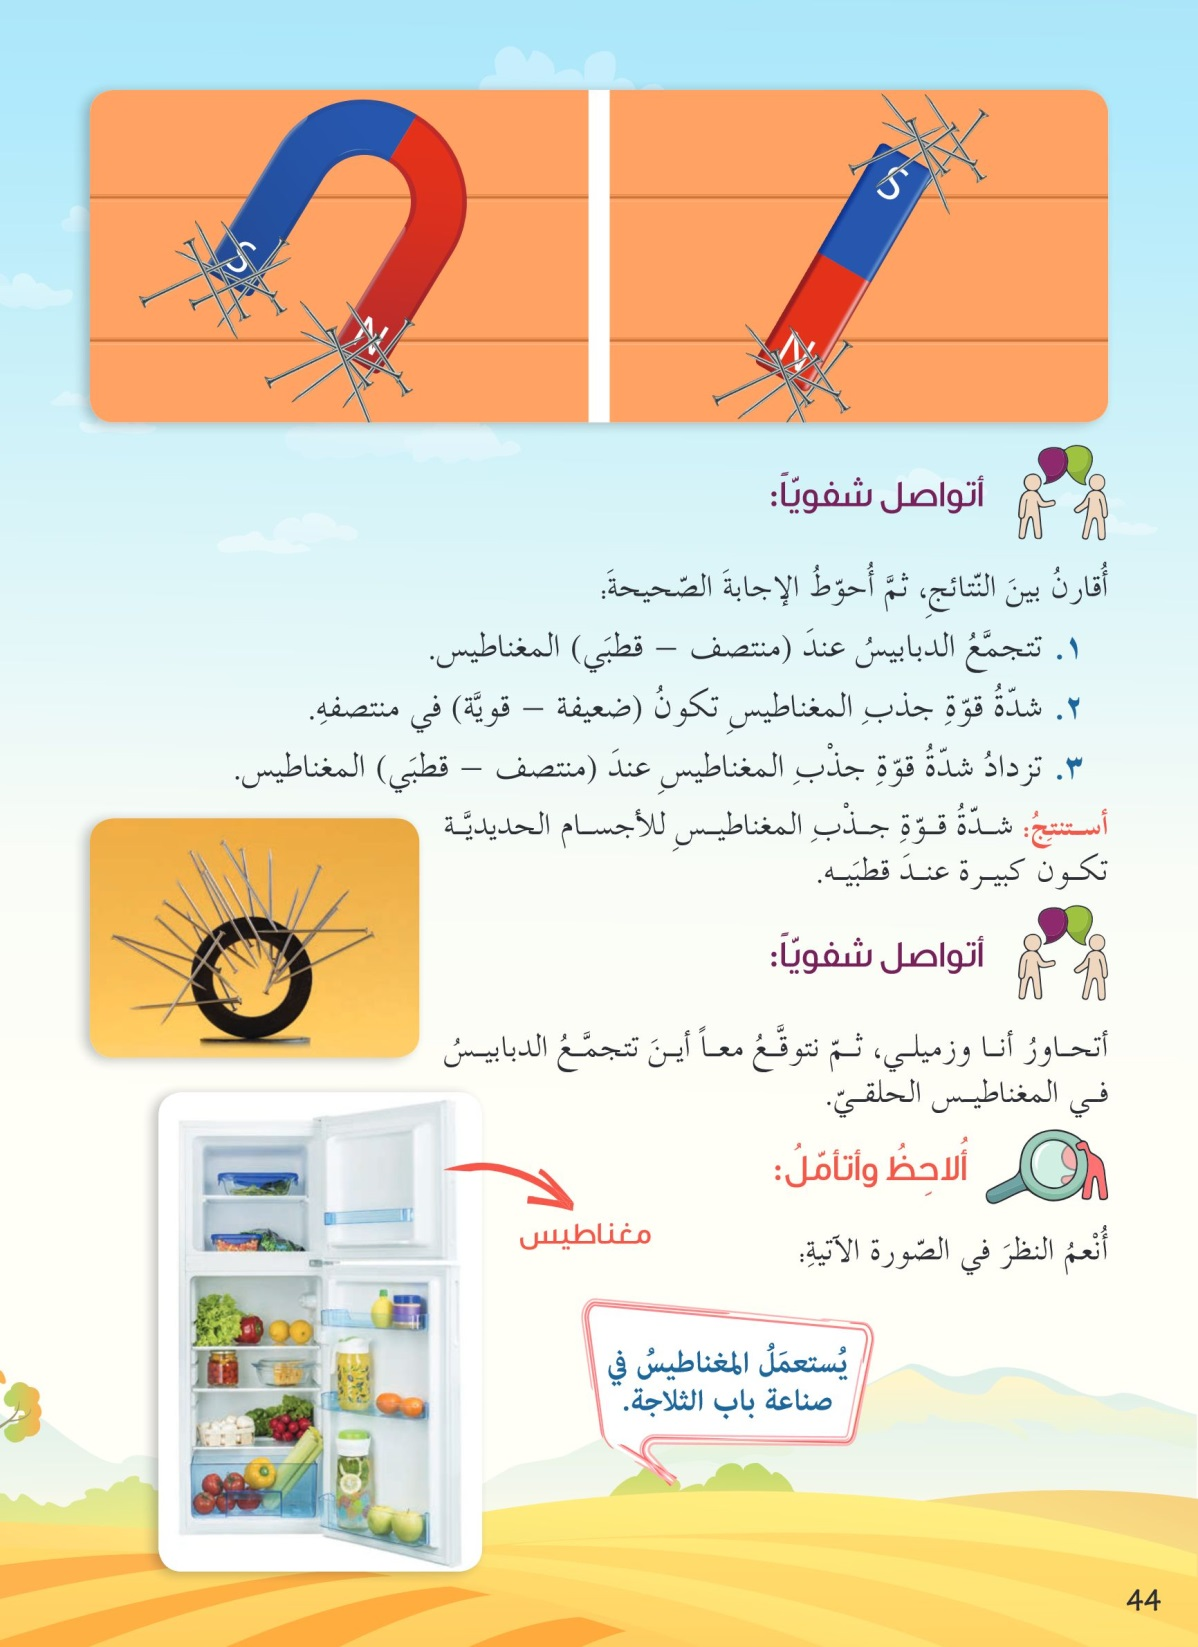 S
N
S
N
أتواصل شفويّاً:
أُقارنُ بينَ النّتائجِ، ثمَّ أُحوّطُ الإجابةَ الصّحيحةَ:
١. تتجمَّعُ الدبابيسُ عندَ (منتصف – قطبَي) المغناطيس.
٢. شدّةُ قوّةِ جذبِ المغناطيسِ تكونُ (ضعيفة – قويَّة) في منتصفهِ.
٣. تزدادُ شدّةُ قوّةِ جذْبِ المغناطيسِ عندَ (منتصف – قطبَي) المغناطيس.
أستنتِجُ: شدّةُ قوّةِ جذْبِ المغناطيسِ للأجسام الحديديَّة
تكون كبيرة عندَ قطبَيه.
أتواصل شفويّاً:
أتحاورُ أنا وزميلي، ثمّ نتوقَّعُ معاً أينَ تتجمَّعُ الدبابيسُ
في المغناطيس الحلقيّ.
أُلاحِظُ وأتأمّلُ:
مغناطيس
أُنْعمُ النظرَ في الصّورة الآتيةِ:
يُستعمَلُ المغناطيسُ في
صناعة باب الثلاجة.
44